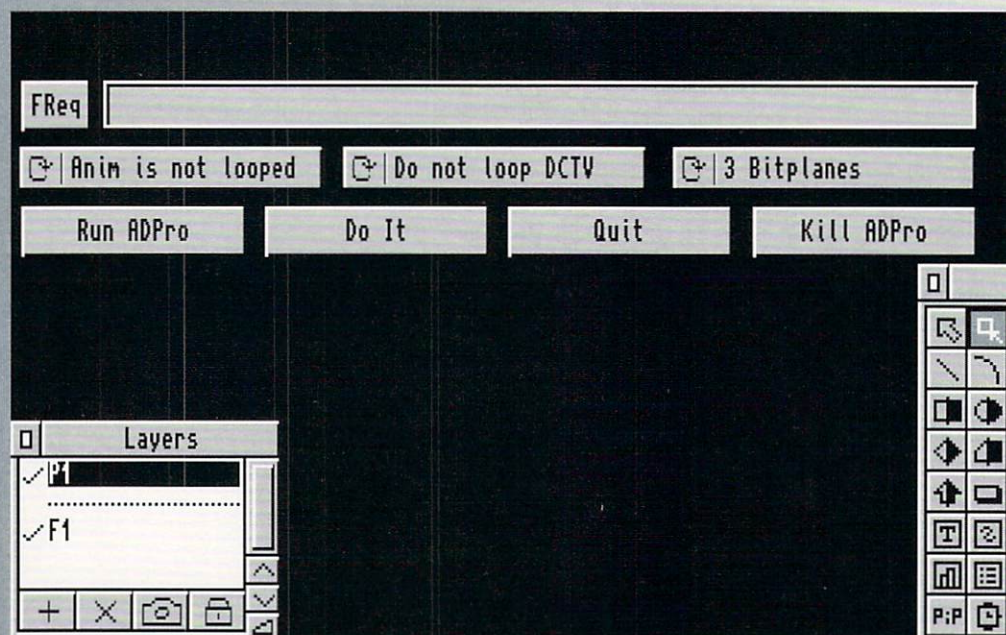 FReq
Anim is not looped
Do not loop DCTV
3 Bitplanes
Run ADPro
Do It
Quit
Kill ADPro
Layers
P1
F1
T
P:P